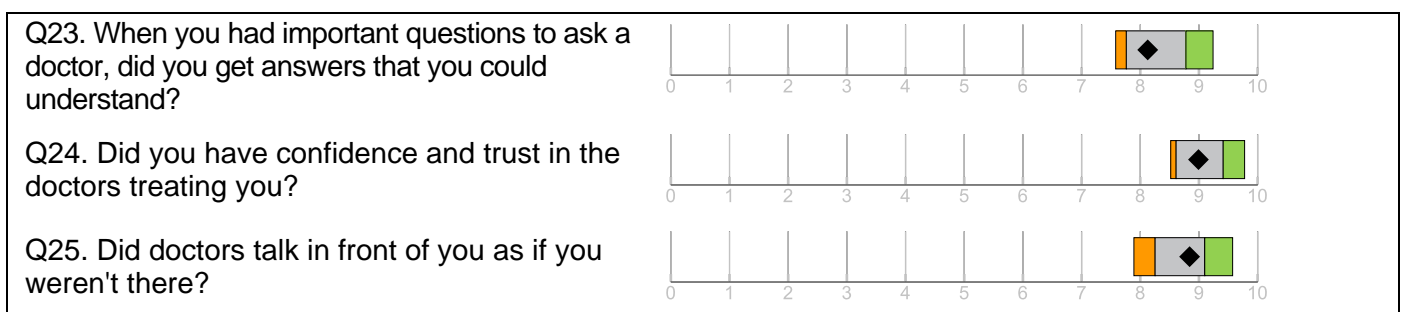 Q23. When you had important questions to ask a
doctor, did you get answers that you could
understand?
0 1 2 3 4 5 6 7 8 9 10
Q24. Did you have confidence and trust in the
doctors treating you?
0 1 2 3 4 5 6 7 8 9 10
Q25. Did doctors talk in front of you as if you
weren't there?
0 1 2 3 4 5 6 7 8 9 10